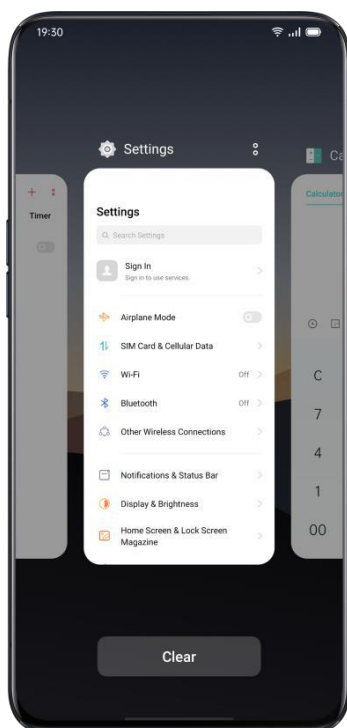 19:30
Settings
Ca
Timer
Settings
Search Settings
Sign In
Sign in to use services.
Airplane Mode
SIM Card & Cellular Data
Wi-Fi
Off
Bluetooth
Off
Other Wireless Connections
Notifications & Status Bar
Display & Brightness
Home Screen & Lock Screen
Magazine
Calculator
C
7
4
1
00
Clear